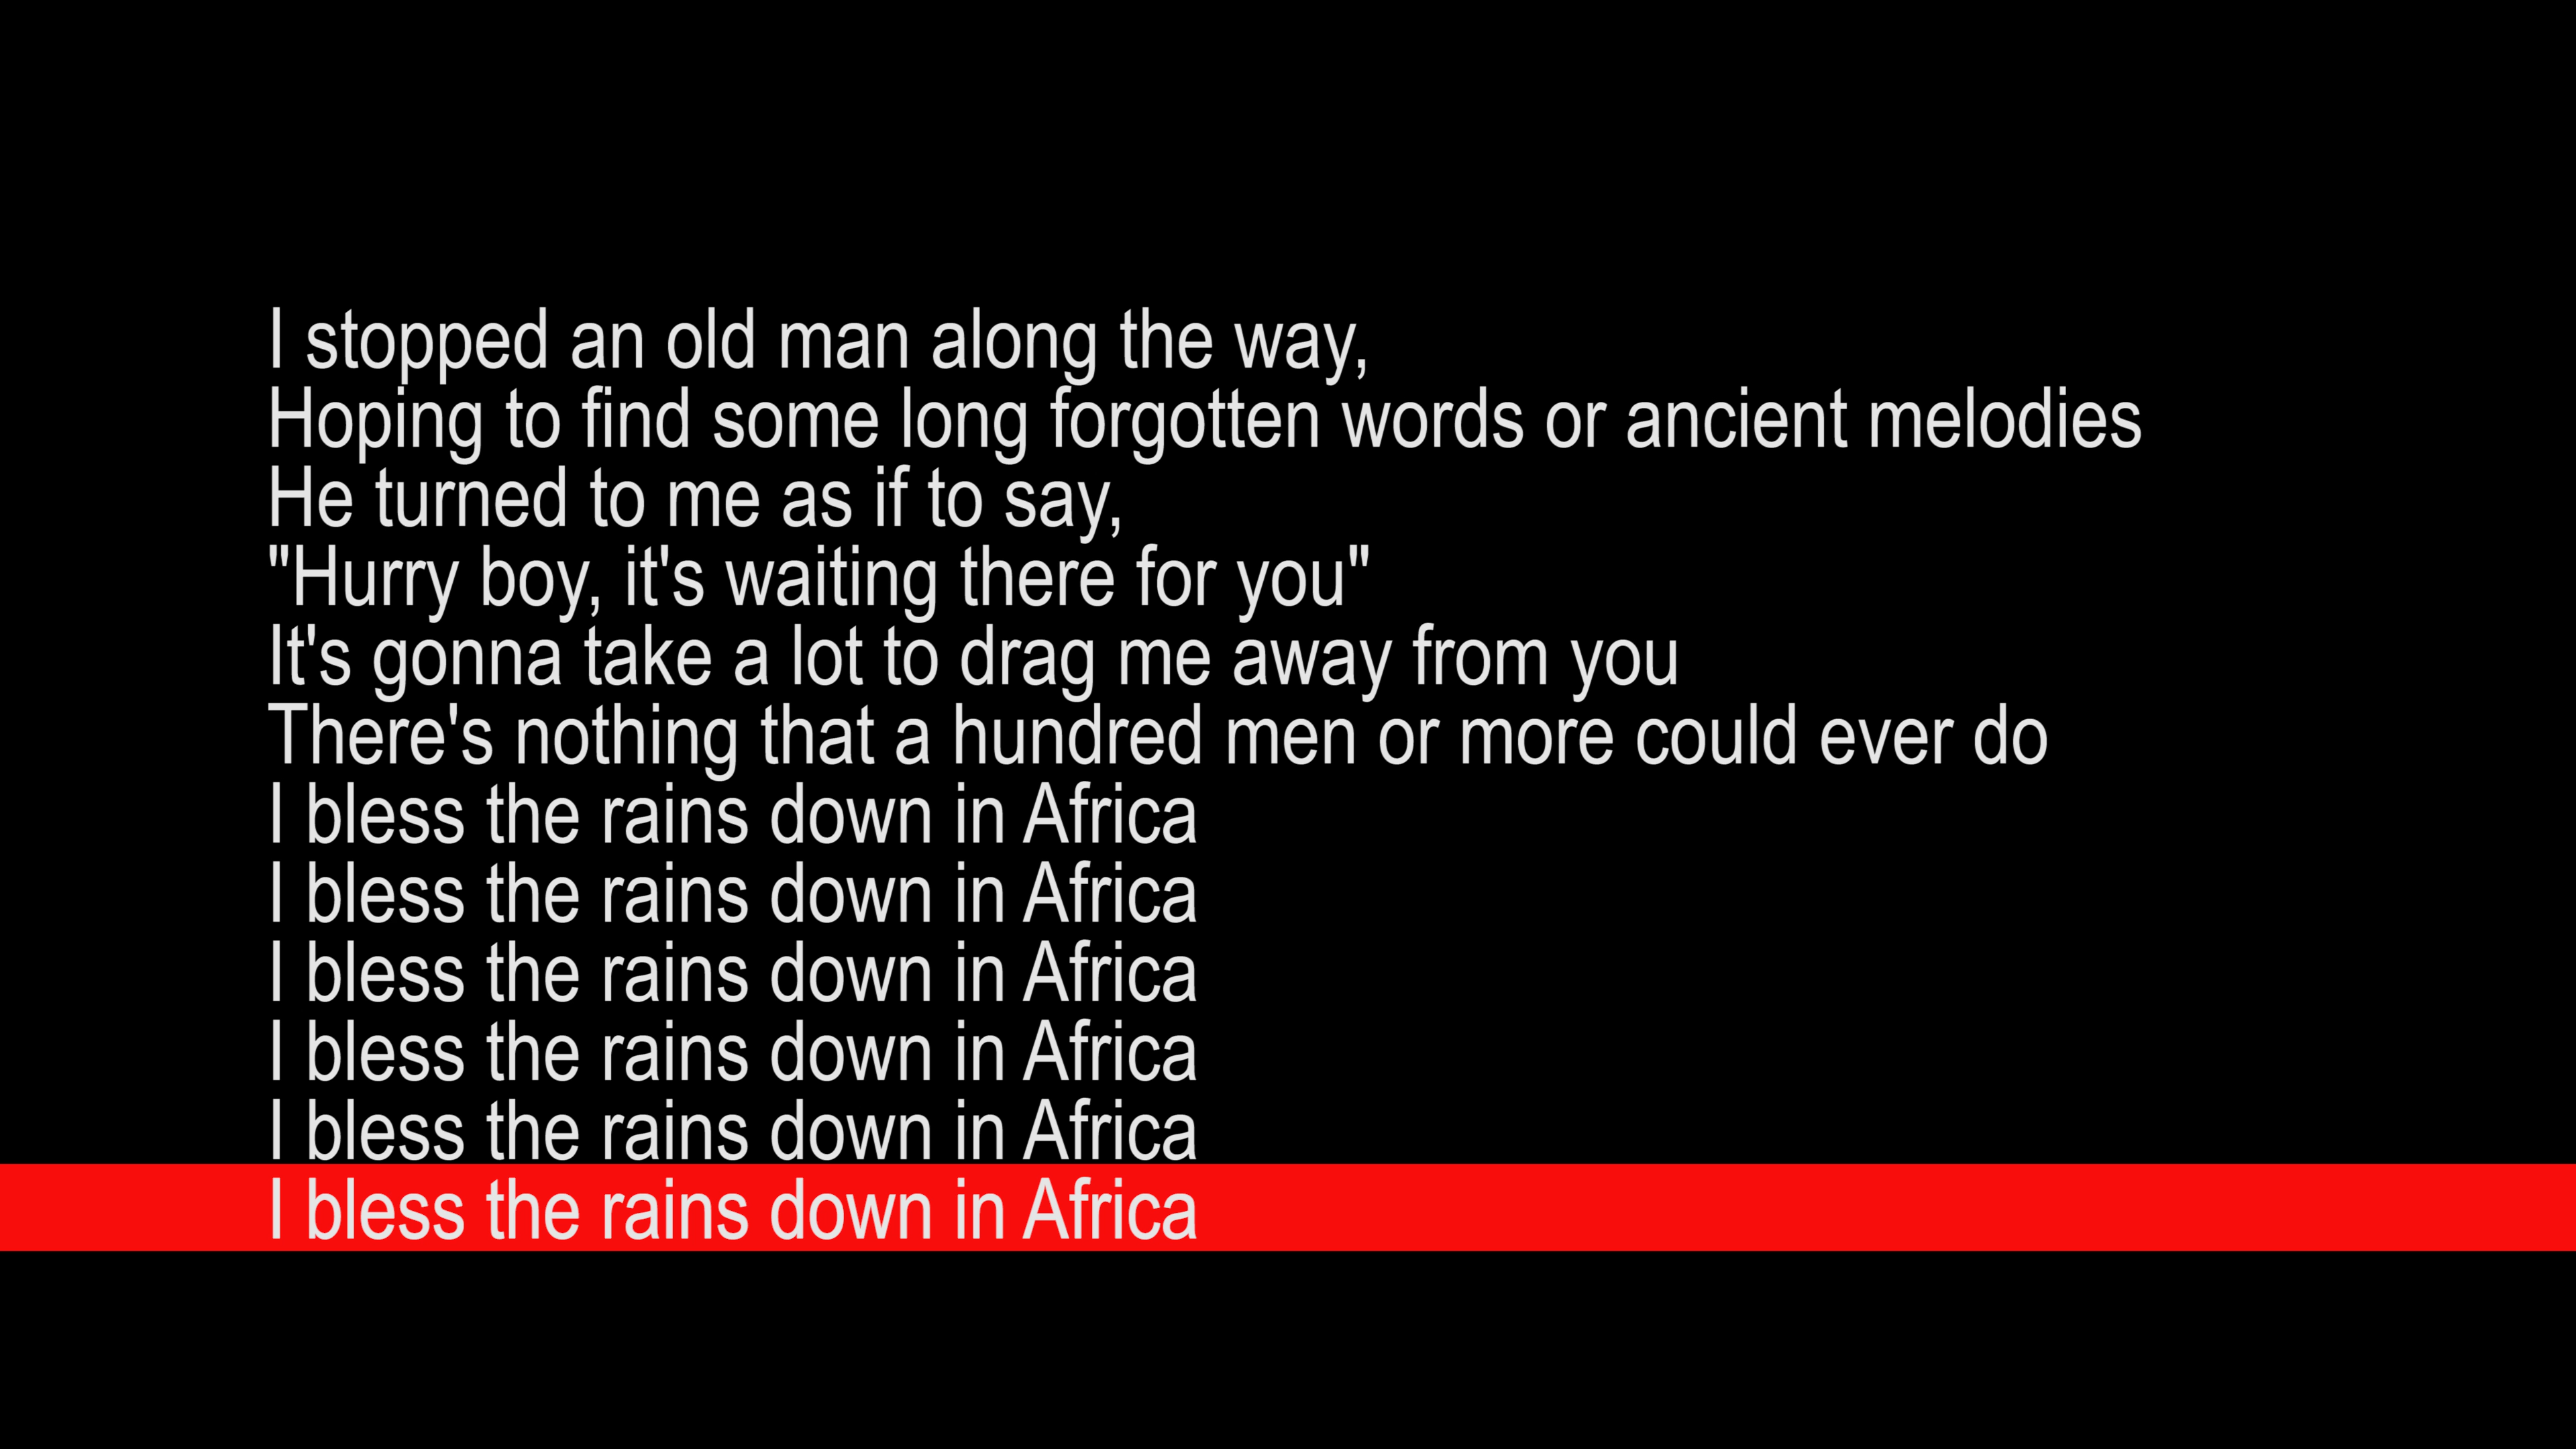 I stopped an old man along the way,
Hoping to find some long forgotten words or ancient melodies
He turned to me as if to say,
"Hurry boy, it's waiting there for you"
It's gonna take a lot to drag me away from you
There's nothing that a hundred men or more could ever do
I bless the rains down in Africa
I bless the rains down in Africa
I bless the rains down in Africa
I bless the rains down in Africa
I bless the rains down in Africa
I bless the rains down in Africa